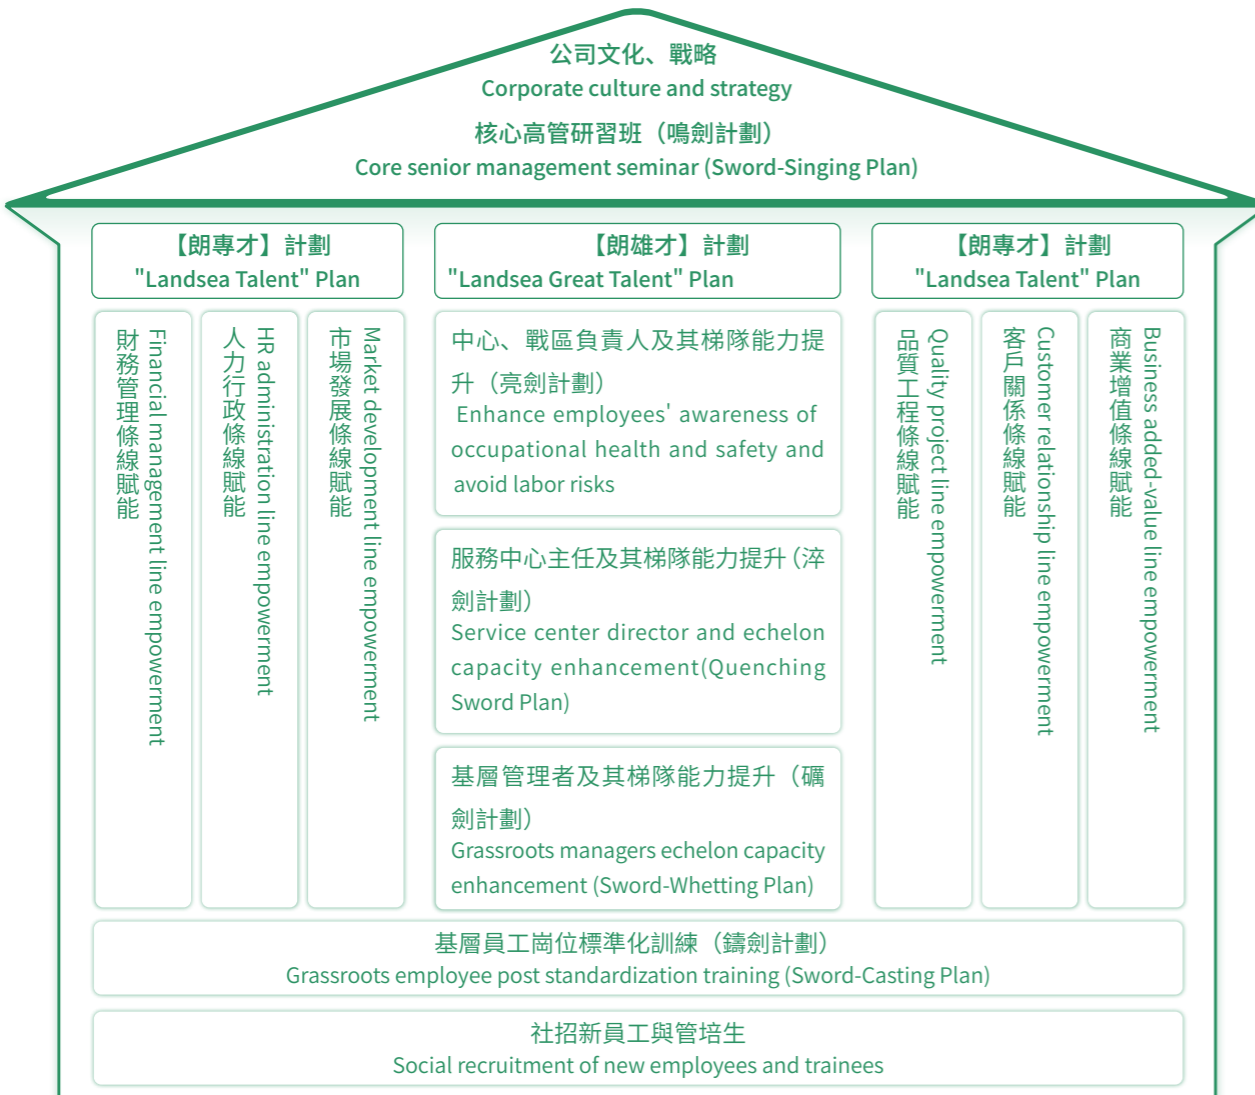 公司文化、戰略
Corporate culture and strategy
核心高管研習班（鳴劍計劃）
Core senior management seminar (Sword-Singing Plan)
【朗專才】計劃
"Landsea Talent" Plan
財務管理條線賦能
Financial management line empowerment
人力行政條線賦能
HR administration line empowerment
市場發展條線賦能
Market development line empowerment
【朗雄才】計劃
"Landsea Great Talent" Plan
中心、戰區負責人及其梯隊能力提
升（亮劍計劃）
Enhance employees' awareness of
occupational health and safety and
avoid labor risks
服務中心主任及其梯隊能力提升（淬
劍計劃）
Service center director and echelon
capacity enhancement(Quenching
Sword Plan)
基層管理者及其梯隊能力提升（礪
劍計劃）
Grassroots managers echelon capacity
enhancement (Sword-Whetting Plan)
【朗專才】計劃
"Landsea Talent" Plan
品質工程條線賦能
Quality project line empowerment
客戶關係條線賦能
Customer relationship line empowerment
商業增值條線賦能
Business added-value line empowerment
基層員工崗位標準化訓練（鑄劍計劃）
Grassroots employee post standardization training (Sword-Casting Plan)
社招新員工與管培生
Social recruitment of new employees and trainees